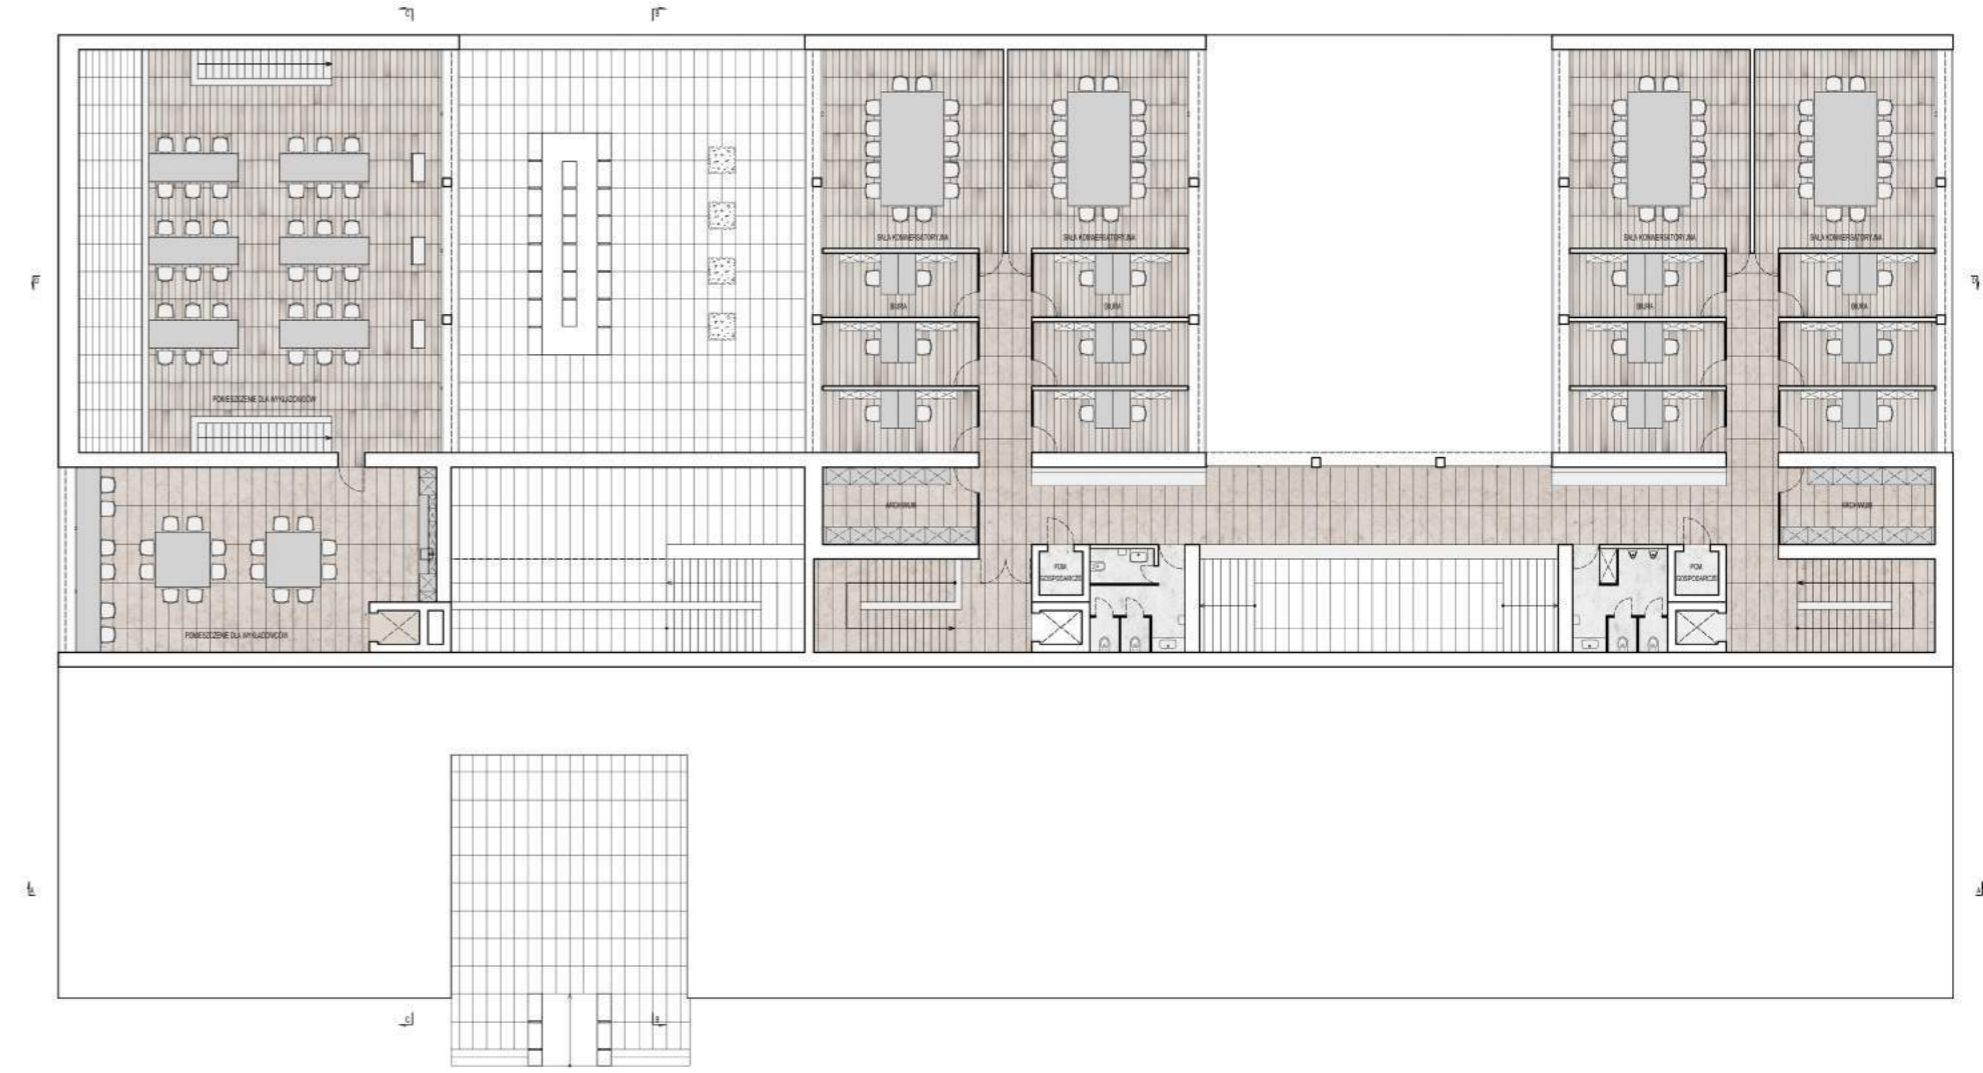 C
B
SALA KONWERSATORYJNA
SALA KONWERSATORYJNA
SALA KONWERSATORYJNA
SALA KONWERSATORYJNA
BIURA
BIURA
BIURA
BIURA
POMIESZCZENIE DLA WYKŁADOWCÓW
ARCHIWUM
ARCHIWUM
POM.
GOSPODARCZE
POM.
GOSPODARCZE
POMIESZCZENIE DLA WYKŁADOWCÓW
A
A
C
B